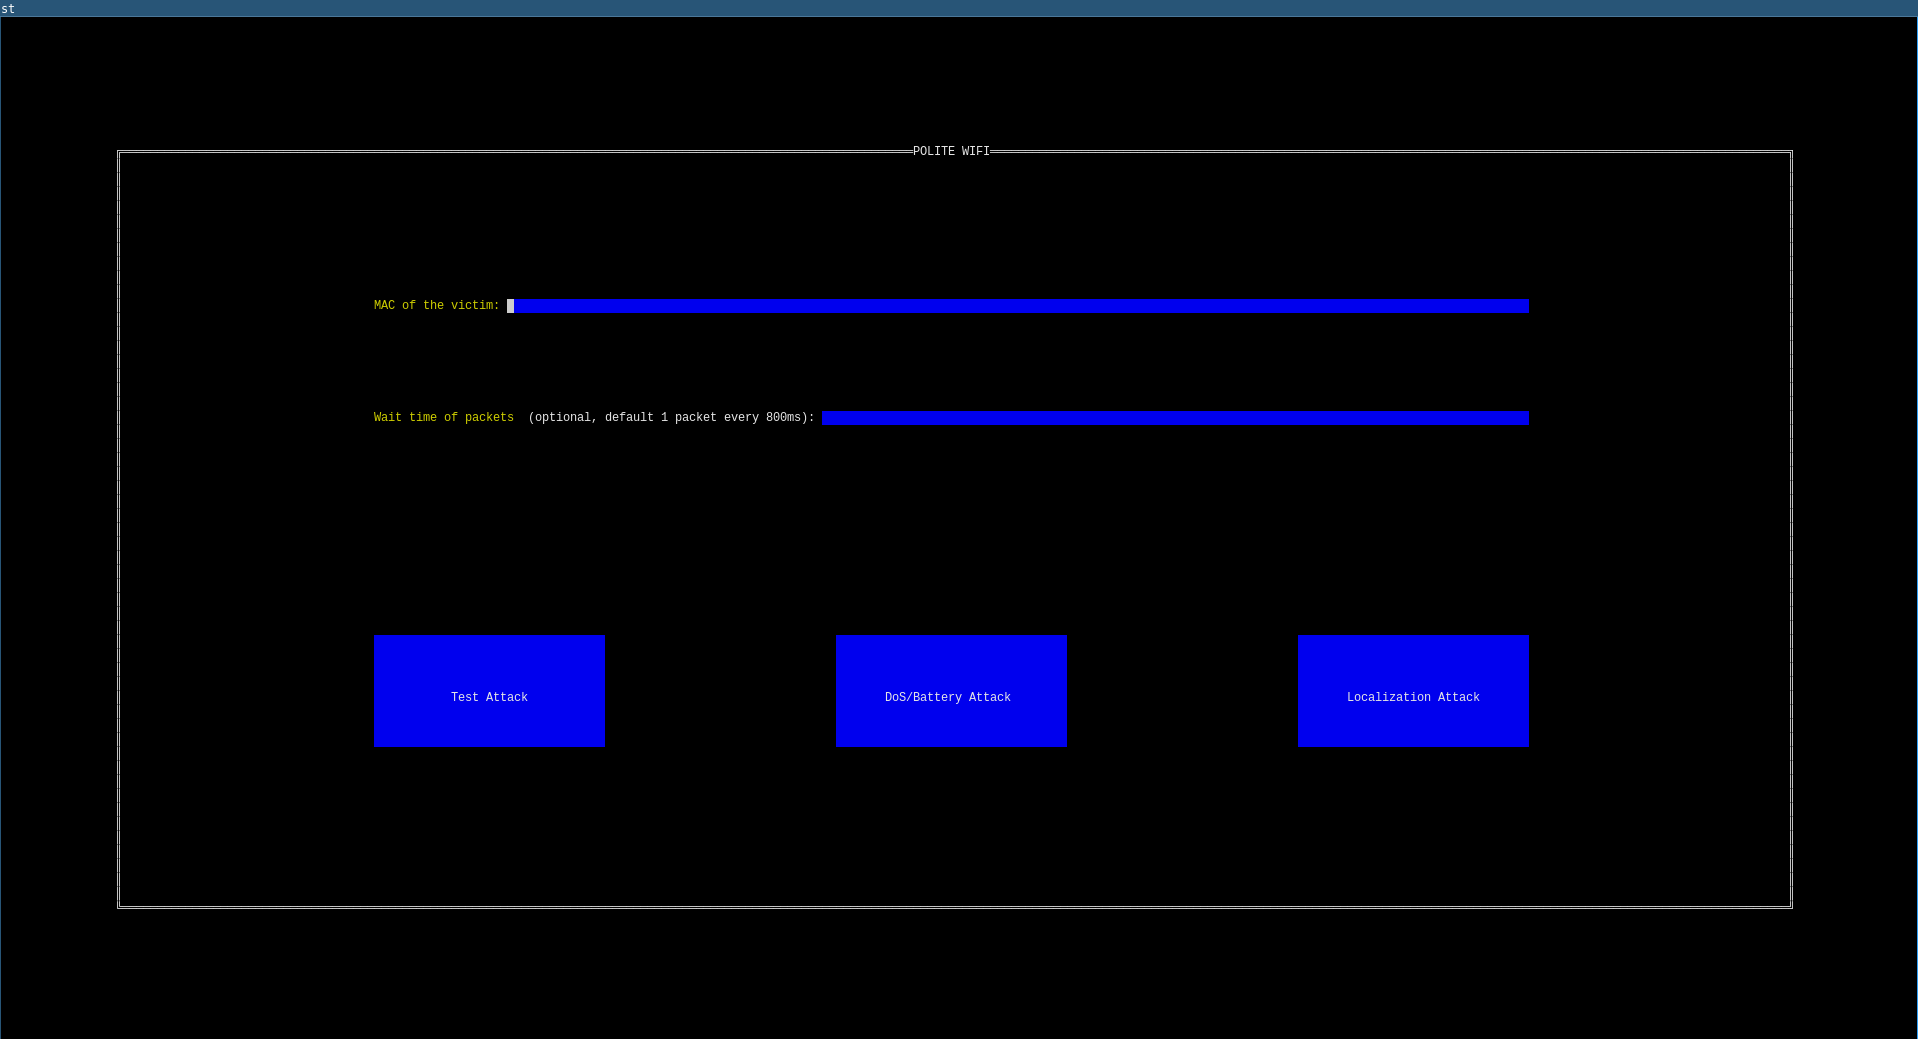 st
POLITE WIFI
MAC of the victim:
Wait time of packets  (optional, default 1 packet every 800ms):
Test Attack
DoS/Battery Attack
Localization Attack